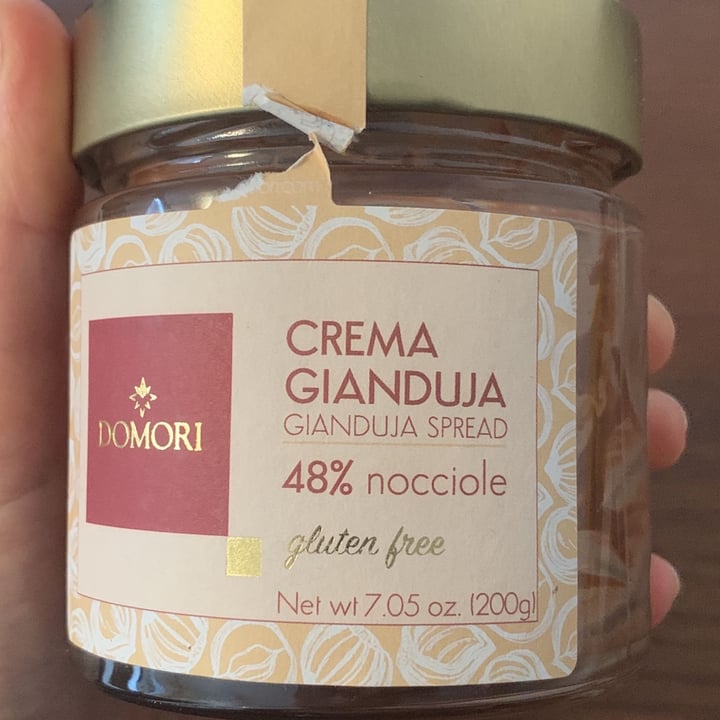 DOMORI
CREMA
GIANDUJA
GIANDUJA SPREAD
48% nocciole
gluten free
Net wt 7.05 oz. (200g)